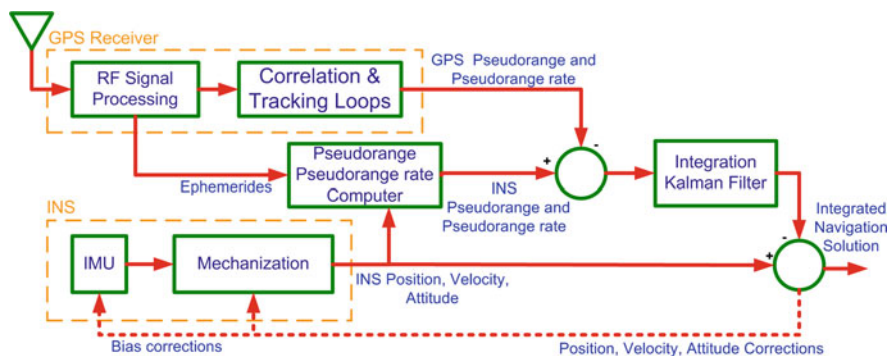 GPS Receiver
RF Signal
Processing
Correlation &
Tracking Loops
GPS Pseudorange and
Pseudorange rate
-
+
Pseudorange
Pseudorange rate
Computer
Ephemerides
INS
Pseudorange and
Pseudorange rate
Integration
Kalman Filter
Integrated
Navigation
Solution
-
+
INS
IMU
Mechanization
INS Position, Velocity,
Attitude
Bias corrections
Position, Velocity, Attitude Corrections